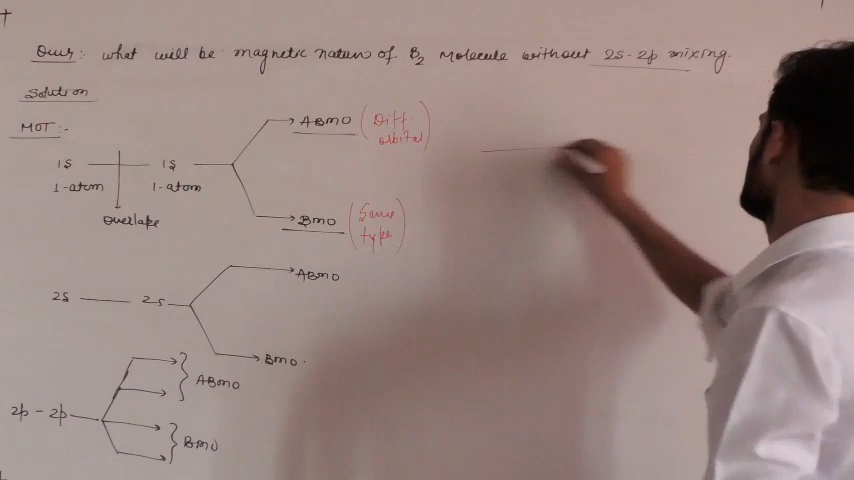 Ques: what will be magnetic nature of B2 Molecule without 2s-2p mixing.
Solution
MOT:-
ABMO (Diff. orbital)
1s 1s
1-atom 1-atom
overlape
BMO (Same type)
ABMO
2s 2s
BMO.
ABMO
2p - 2p
BMO